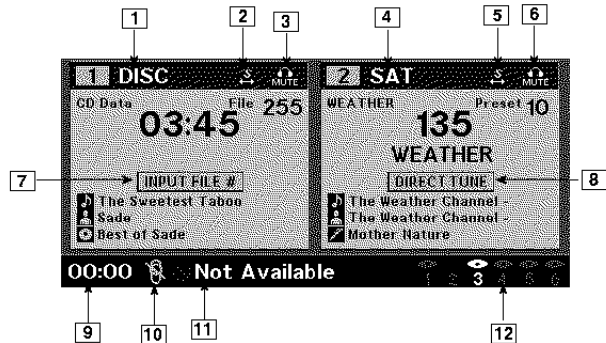 1 2 3 4 5 6
1 DISC S MUTE
2 SAT S MUTE
CD Data File 255
03:45
WEATHER Preset 10
135
WEATHER
7 INPUT FILE #
DIRECT TUNE 8
The Sweetest Taboo
Sade
Best of Sade
The Weather Channel -
The Weather Channel -
Mother Nature
00:00 Not Available 1 2 3 4 5 6
9 10 11 12